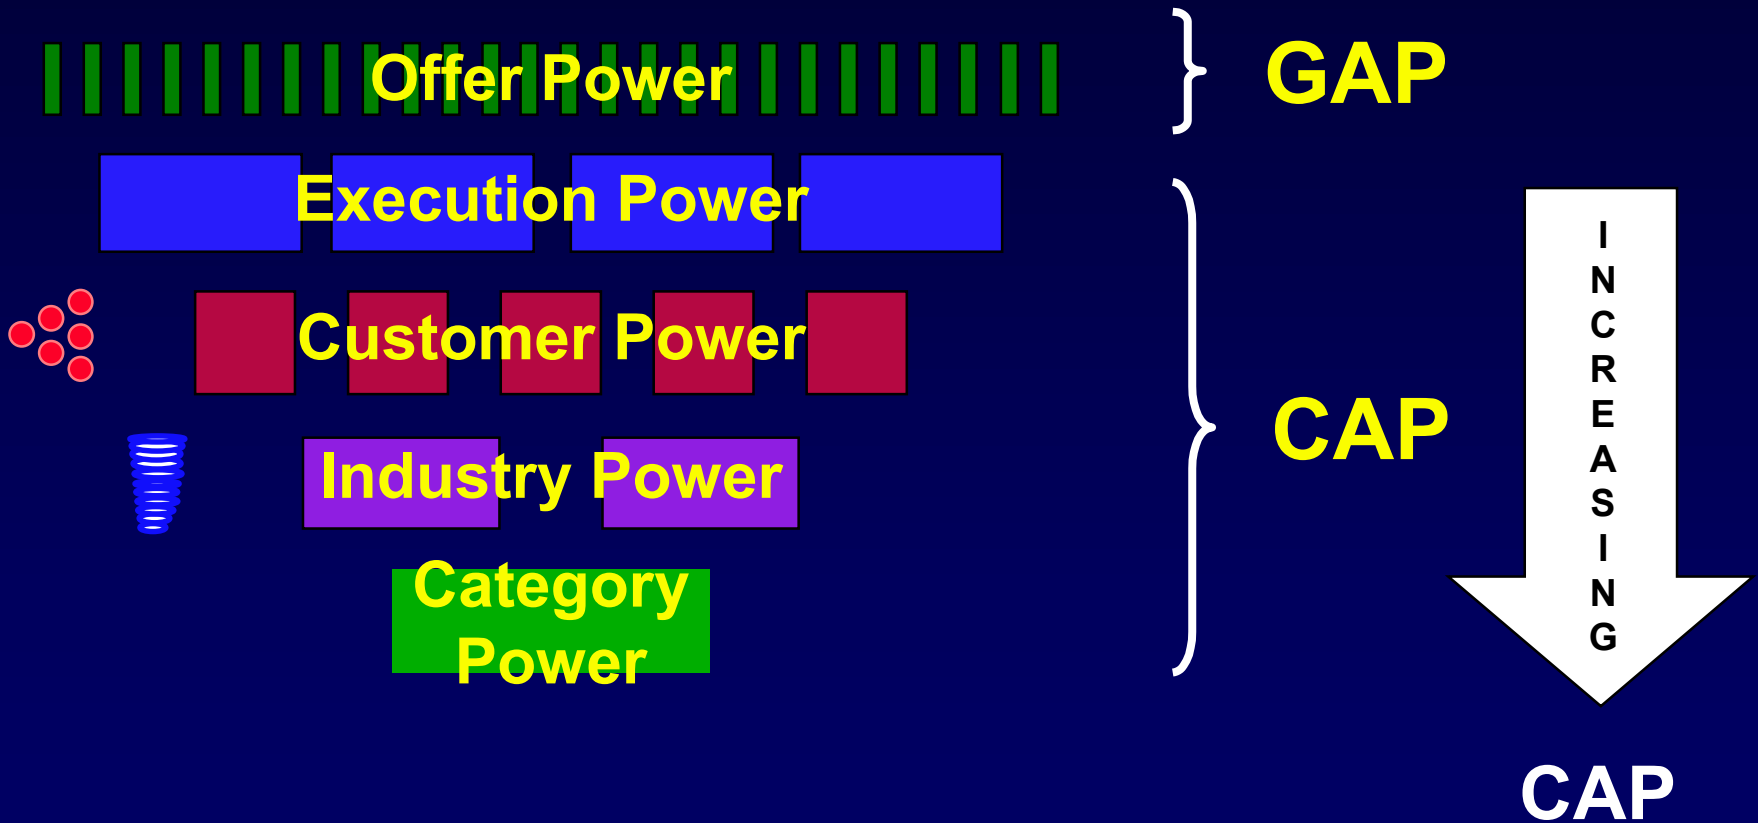 Offer Power
GAP
Execution Power
Customer Power
CAP
Industry Power
Category
Power
I
N
C
R
E
A
S
I
N
G
CAP